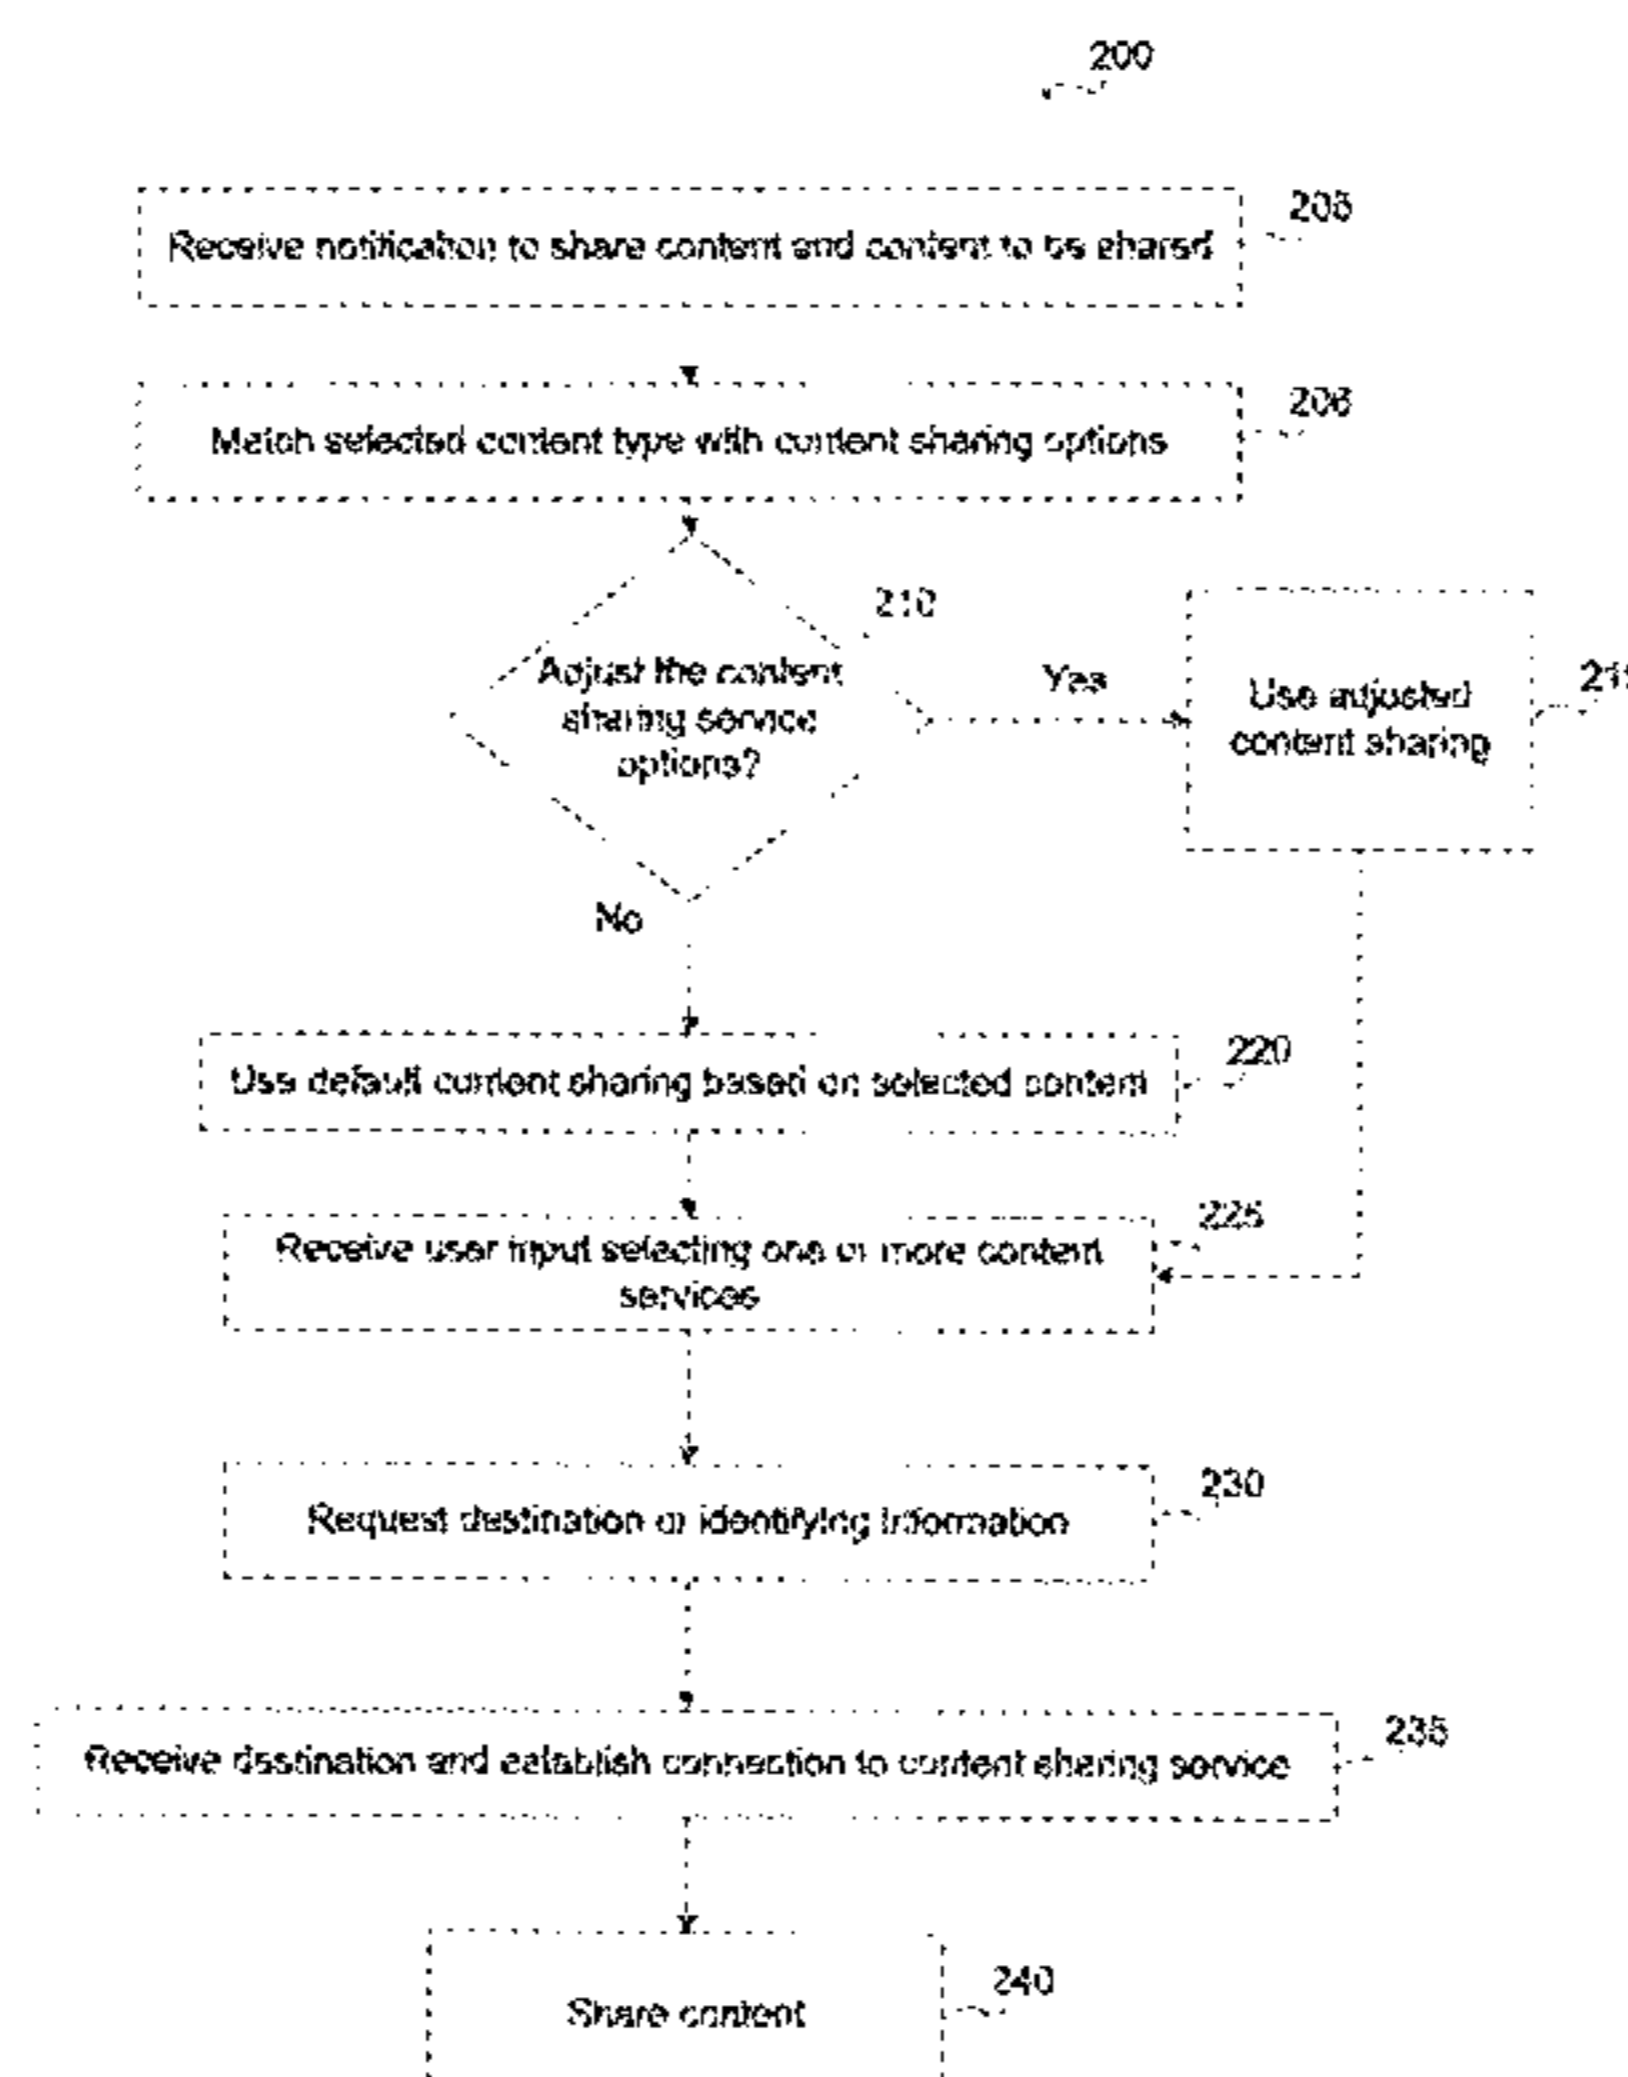 200
Receive notification to share content and content to be shared
205
Match selected content type with content sharing options
206
210
Adjust the content
sharing service
options?
Yes
Use adjusted
content sharing
No
Use default content sharing based on selected content
220
Receive user input selecting one or more content
services
225
Request destination or identifying information
230
Receive destination and establish connection to content sharing service
235
Share content
240